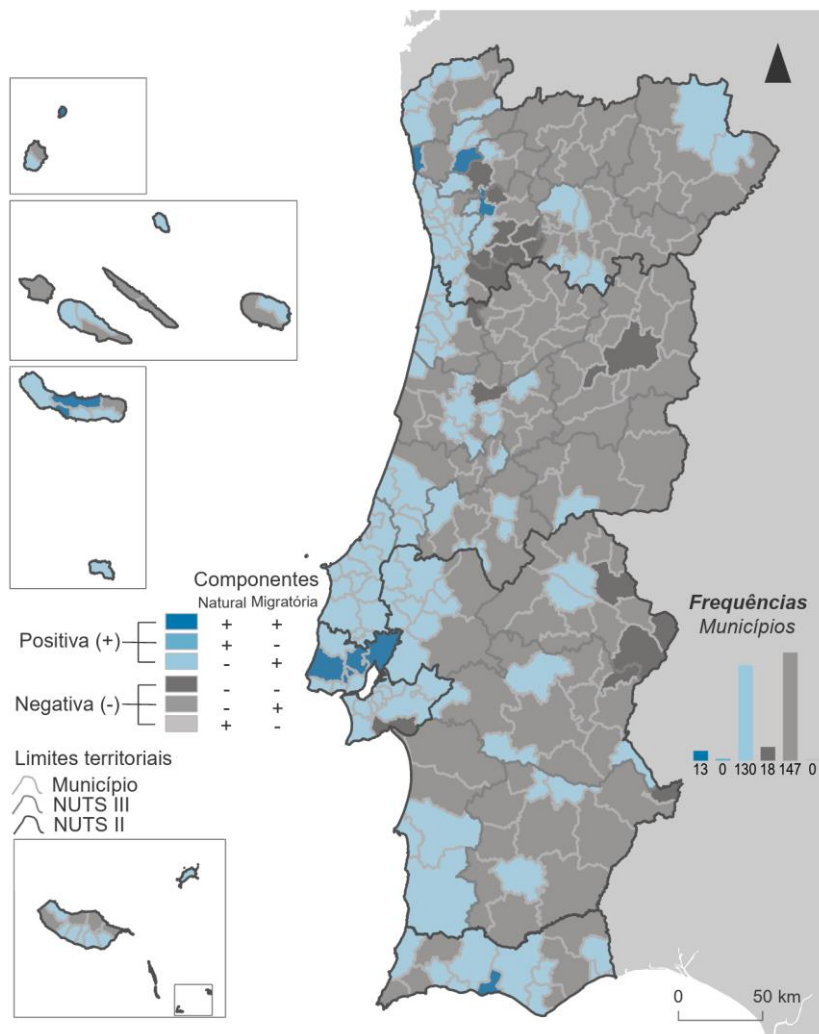 Componentes
Natural Migratória
Positiva (+)
+ +
+ -
- +
Negativa (-)
- -
- +
+ -
Limites territoriais
Município
NUTS III
NUTS II
Frequências
Municípios
13 0 130 18 147 0
0 50 km